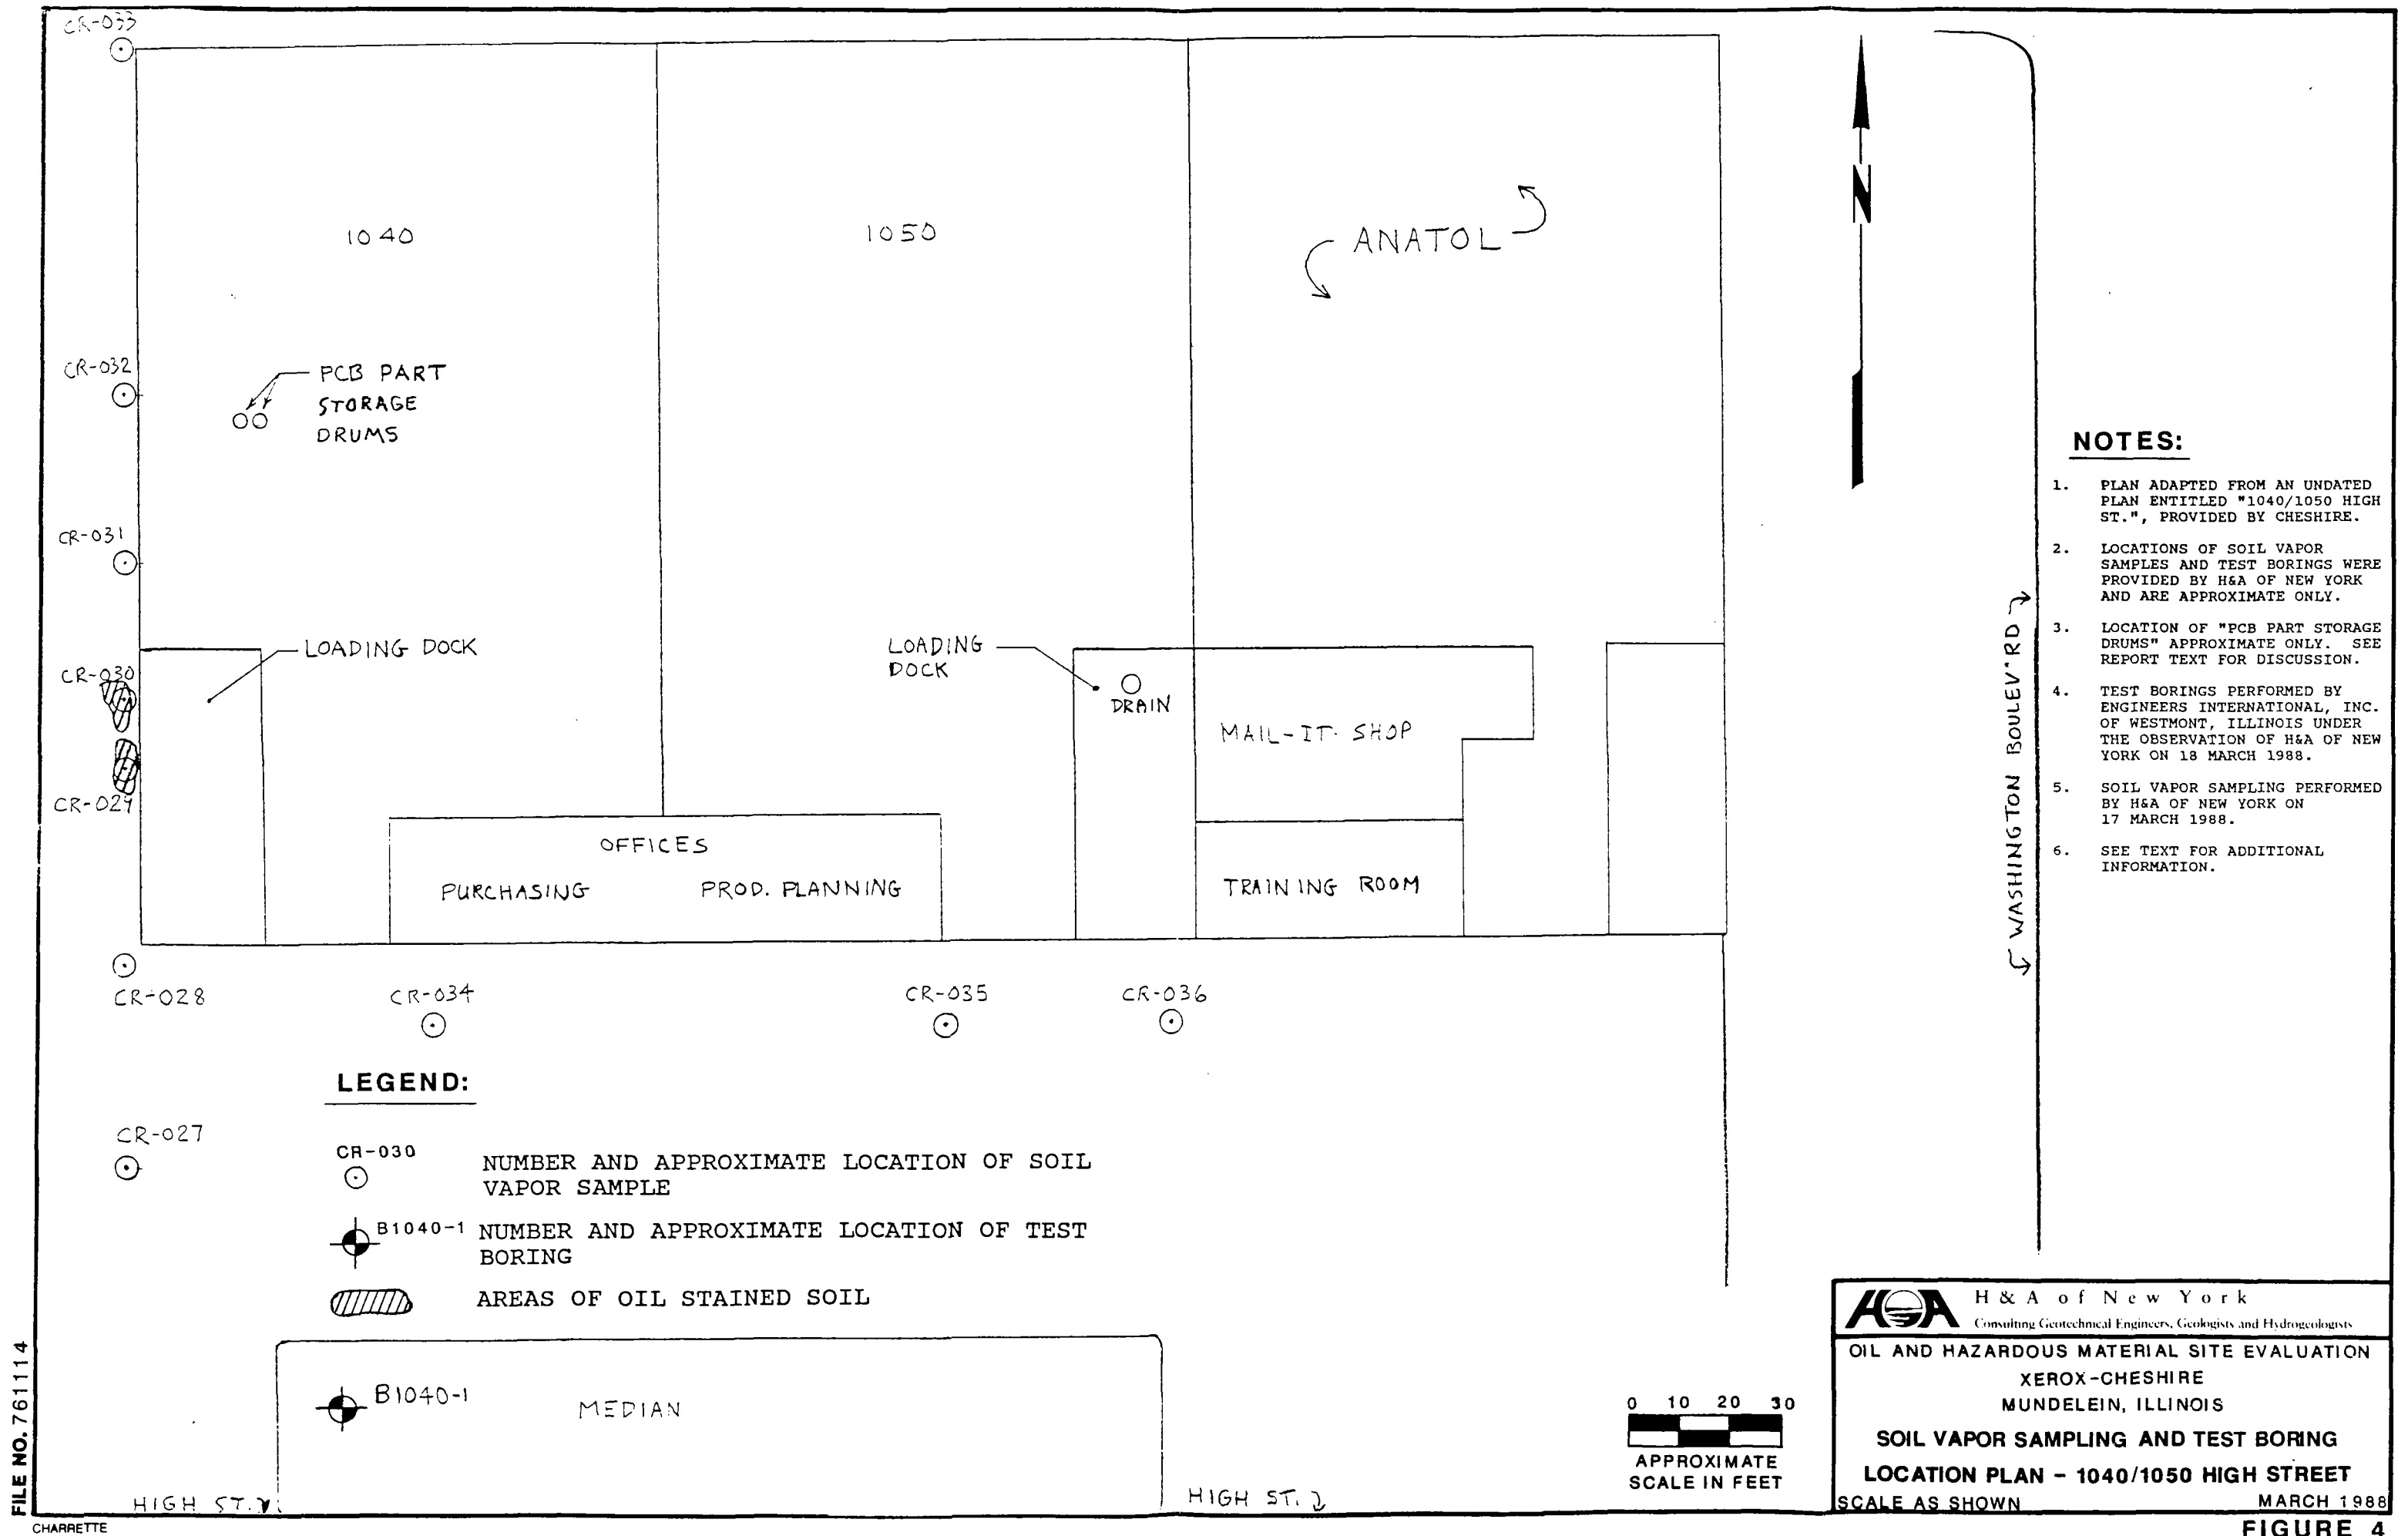 CR-033
1040
1050
ANATOL
N
CR-032
PCB PART
STORAGE
DRUMS
CR-031
LOADING DOCK
CR-030
CR-029
LOADING
DOCK
DRAIN
MAIL-IT SHOP
OFFICES
PURCHASING
PROD. PLANNING
TRAINING ROOM
WASHINGTON BOULEV'RD
CR-028
CR-034
CR-035
CR-036
CR-027
NOTES:
1. PLAN ADAPTED FROM AN UNDATED
PLAN ENTITLED "1040/1050 HIGH
ST.", PROVIDED BY CHESHIRE.
2. LOCATIONS OF SOIL VAPOR
SAMPLES AND TEST BORINGS WERE
PROVIDED BY H&A OF NEW YORK
AND ARE APPROXIMATE ONLY.
3. LOCATION OF "PCB PART STORAGE
DRUMS" APPROXIMATE ONLY. SEE
REPORT TEXT FOR DISCUSSION.
4. TEST BORINGS PERFORMED BY
ENGINEERS INTERNATIONAL, INC.
OF WESTMONT, ILLINOIS UNDER
THE OBSERVATION OF H&A OF NEW
YORK ON 18 MARCH 1988.
5. SOIL VAPOR SAMPLING PERFORMED
BY H&A OF NEW YORK ON
17 MARCH 1988.
6. SEE TEXT FOR ADDITIONAL
INFORMATION.
LEGEND:
CR-030
NUMBER AND APPROXIMATE LOCATION OF SOIL
VAPOR SAMPLE
B1040-1 NUMBER AND APPROXIMATE LOCATION OF TEST
BORING
AREAS OF OIL STAINED SOIL
B1040-1
MEDIAN
HIGH ST.
HIGH ST.
0 10 20 30
APPROXIMATE
SCALE IN FEET
H&A
H & A of New York
Consulting Geotechnical Engineers, Geologists and Hydrogeologists
OIL AND HAZARDOUS MATERIAL SITE EVALUATION
XEROX-CHESHIRE
MUNDELEIN, ILLINOIS
SOIL VAPOR SAMPLING AND TEST BORING
LOCATION PLAN - 1040/1050 HIGH STREET
SCALE AS SHOWN
MARCH 1988
FILE NO. 761114
CHARRETTE
FIGURE 4